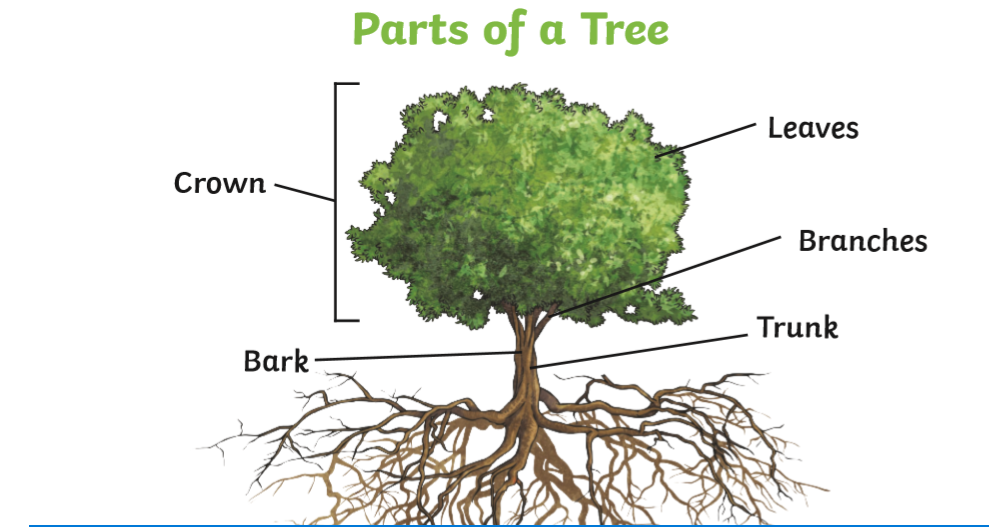 Parts of a Tree
Leaves
Crown
Branches
Trunk
Bark